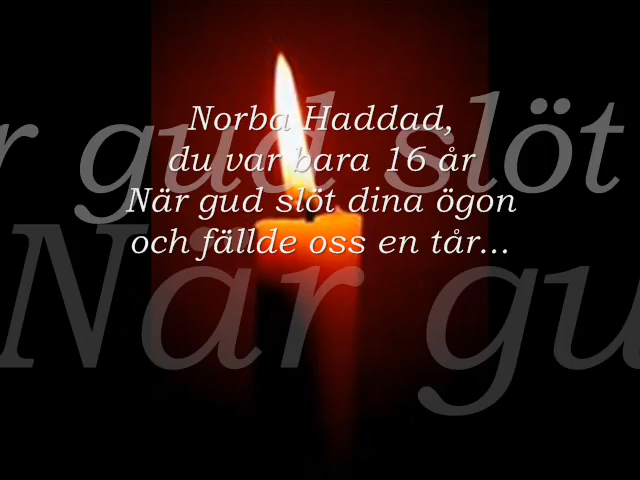 Norba Haddad,
du var bara 16 år
När gud slöt dina ögon
och fällde oss en tår...
r gud slöt
När gu